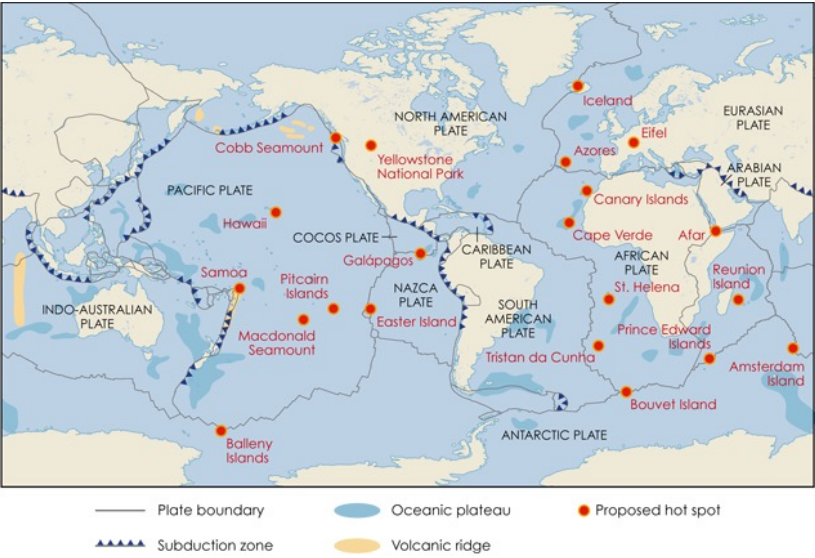 NORTH AMERICAN
PLATE
EURASIAN
PLATE
Iceland
Eifel
Cobb Seamount
Yellowstone
National Park
Azores
ARABIAN
PLATE
PACIFIC PLATE
Canary Islands
Hawaii
COCOS PLATE
Cape Verde
Afar
CARIBBEAN
PLATE
Galápagos
AFRICAN
PLATE
Samoa
Pitcairn
Islands
NAZCA
PLATE
St. Helena
Reunion
Island
INDO-AUSTRALIAN
PLATE
SOUTH
AMERICAN
PLATE
Easter Island
Macdonald
Seamount
Prince Edward
Islands
Tristan da Cunha
Amsterdam
Island
Bouvet Island
Balleny
Islands
ANTARCTIC PLATE
Plate boundary
Oceanic plateau
Proposed hot spot
Subduction zone
Volcanic ridge